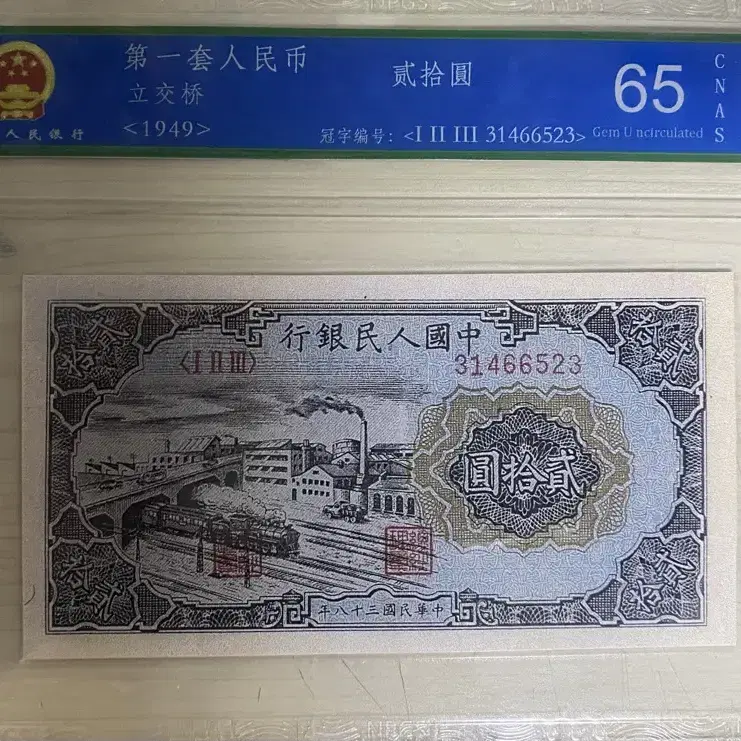 第一套人民币
立交桥
<1949>
贰拾圓
冠字编号: <I II III 31466523>
65
Gem Uncirculated
CNAS
人民银行
行銀民人國中
<I II III>
31466523
圓拾貳
年八十三國民華中